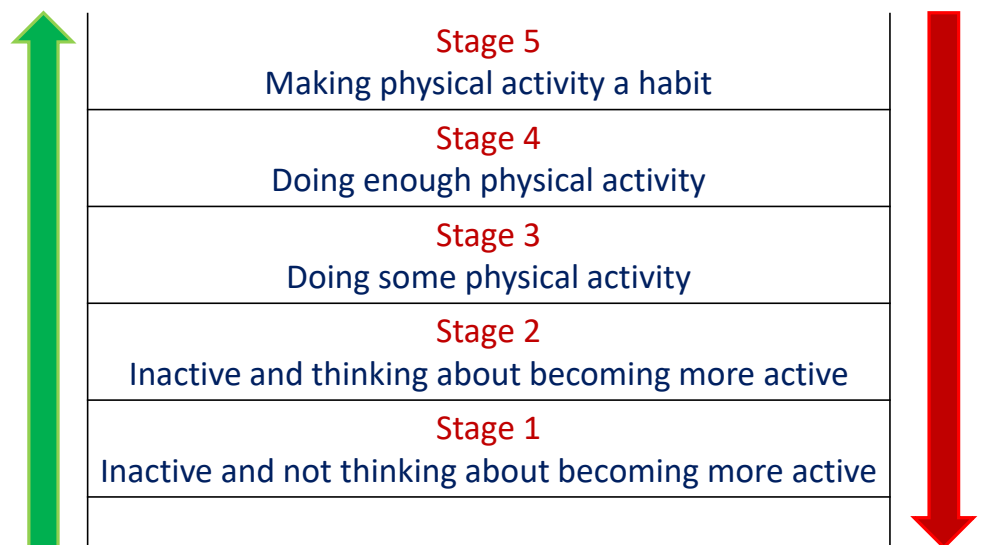 Stage 5
Making physical activity a habit
Stage 4
Doing enough physical activity
Stage 3
Doing some physical activity
Stage 2
Inactive and thinking about becoming more active
Stage 1
Inactive and not thinking about becoming more active